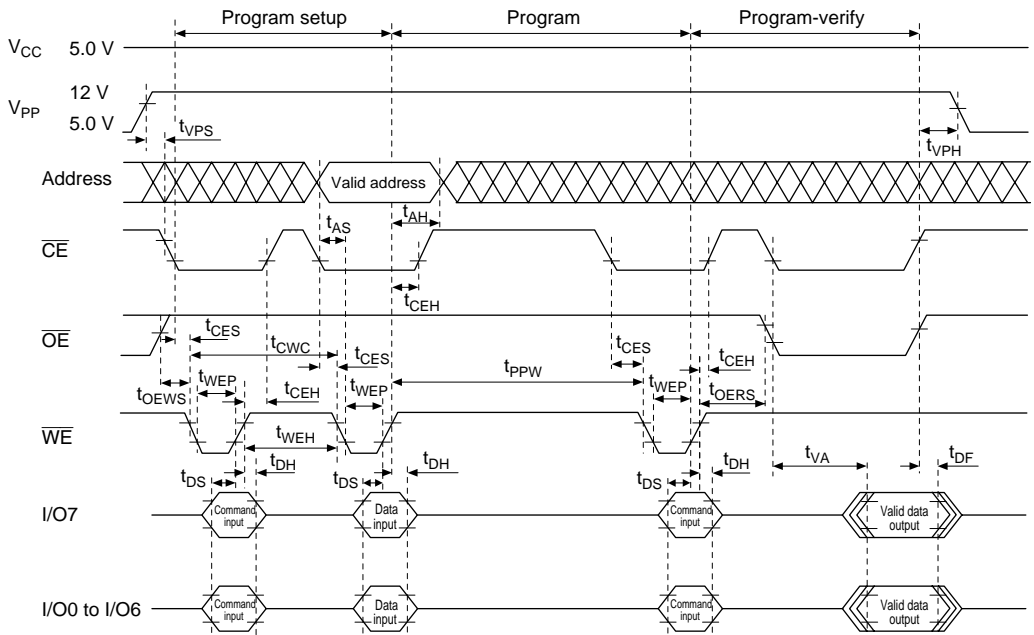 Program setup Program Program-verify
VCC 5.0 V
VPP 12 V
5.0 V
tVPS
tVPH
Address Valid address
tAH
tAS
CE
tCEH
OE
tCES tCWC tCES tCES tCEH
tWEP tCEH tWEP tPPW tWEP tOERS
tOEWS
WE
tWEH
tVA
tDS tDH tDS tDH tDS tDH tDF
I/O7 Command input Data input Command input Valid data output
I/O0 to I/O6 Command input Data input Command input Valid data output